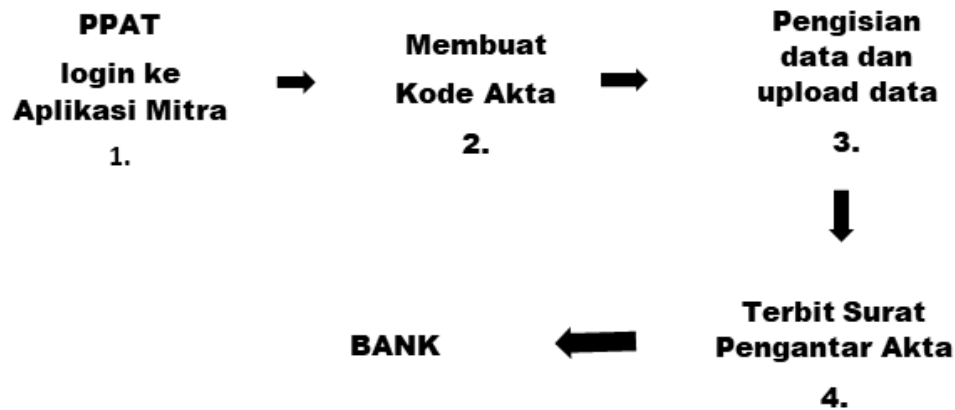 PPAT
login ke
Aplikasi Mitra
1.
Membuat
Kode Akta
2.
Pengisian
data dan
upload data
3.
Terbit Surat
Pengantar Akta
4.
BANK